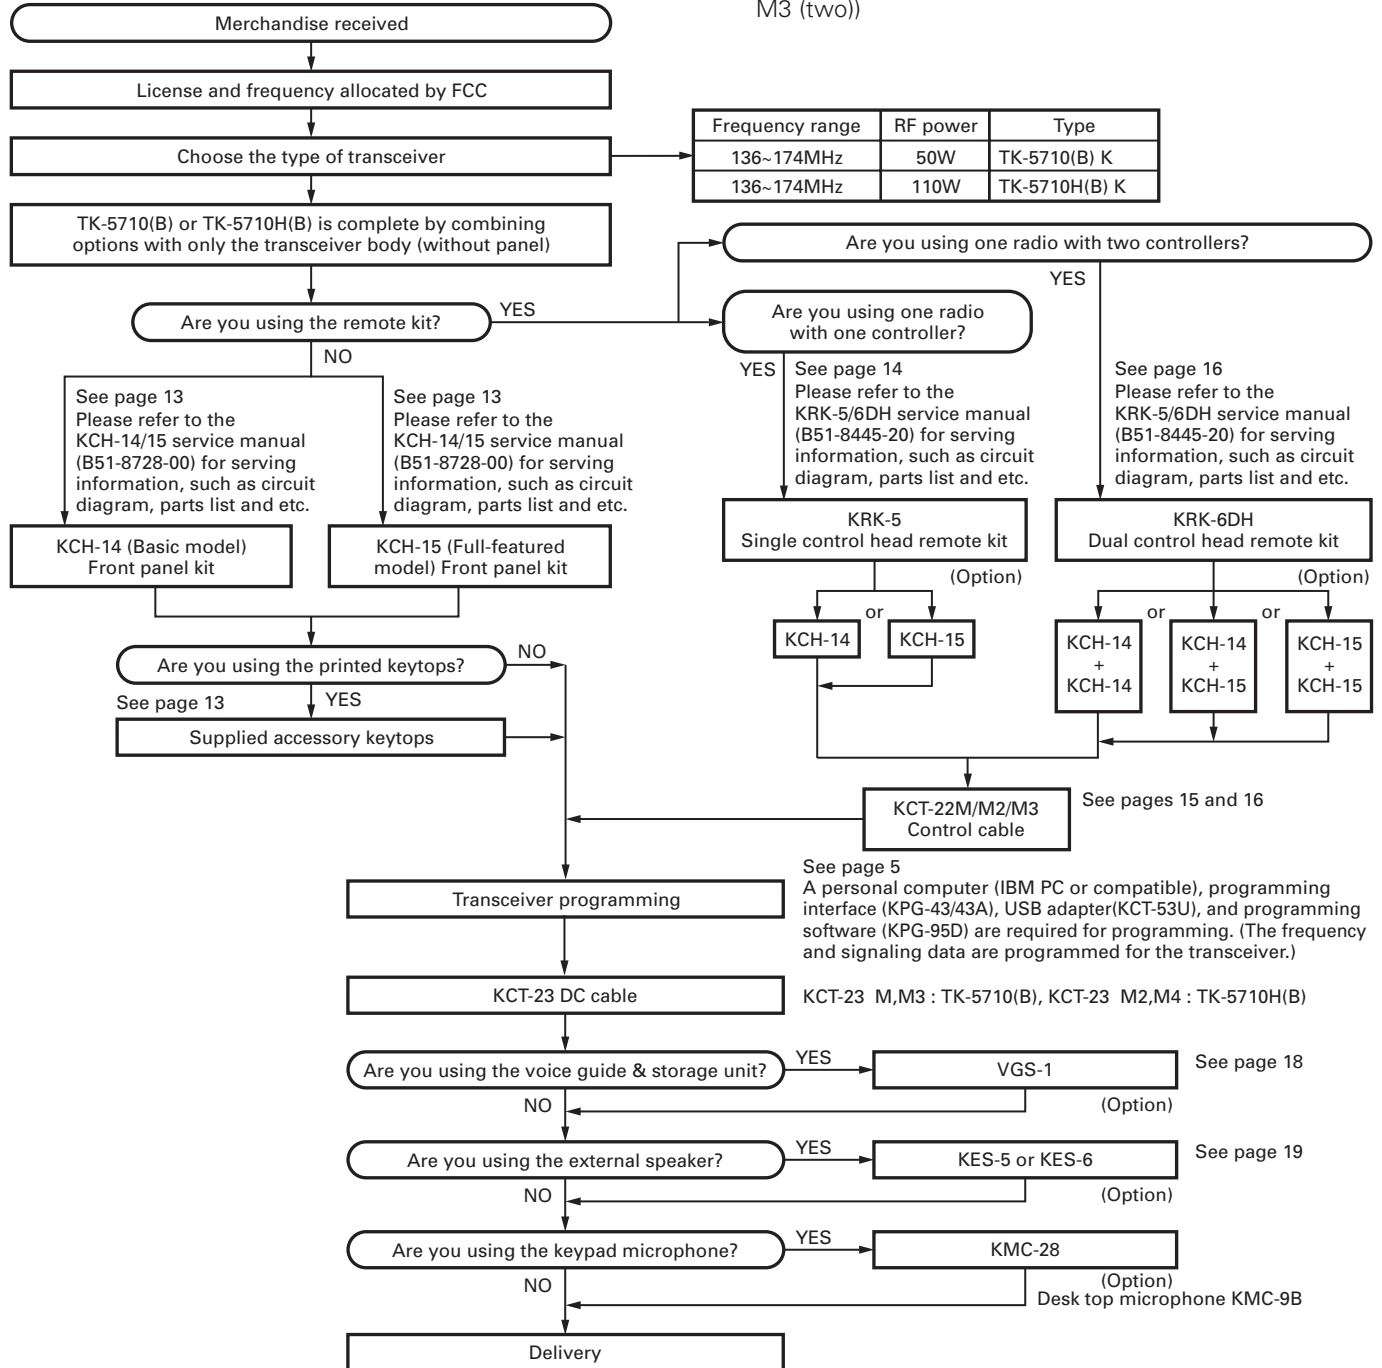 M3 (two))
Merchandise received
License and frequency allocated by FCC
Choose the type of transceiver
Frequency range RF power Type
136~174MHz 50W TK-5710(B) K
136~174MHz 110W TK-5710H(B) K
TK-5710(B) or TK-5710H(B) is complete by combining
options with only the transceiver body (without panel)
Are you using one radio with two controllers?
YES
Are you using the remote kit?
YES
NO
Are you using one radio
with one controller?
YES
See page 13
Please refer to the
KCH-14/15 service manual
(B51-8728-00) for serving
information, such as circuit
diagram, parts list and etc.
See page 13
Please refer to the
KCH-14/15 service manual
(B51-8728-00) for serving
information, such as circuit
diagram, parts list and etc.
See page 14
Please refer to the
KRK-5/6DH service manual
(B51-8445-20) for serving
information, such as circuit
diagram, parts list and etc.
See page 16
Please refer to the
KRK-5/6DH service manual
(B51-8445-20) for serving
information, such as circuit
diagram, parts list and etc.
KCH-14 (Basic model)
Front panel kit
KCH-15 (Full-featured
model) Front panel kit
KRK-5
Single control head remote kit
(Option)
KRK-6DH
Dual control head remote kit
(Option)
KCH-14
or
KCH-15
KCH-14
+
KCH-14
or
KCH-14
+
KCH-15
or
KCH-15
+
KCH-15
Are you using the printed keytops?
NO
YES
See page 13
Supplied accessory keytops
KCT-22M/M2/M3
Control cable
See pages 15 and 16
Transceiver programming
See page 5
A personal computer (IBM PC or compatible), programming
interface (KPG-43/43A), USB adapter(KCT-53U), and programming
software (KPG-95D) are required for programming. (The frequency
and signaling data are programmed for the transceiver.)
KCT-23 DC cable
KCT-23 M,M3 : TK-5710(B), KCT-23 M2,M4 : TK-5710H(B)
Are you using the voice guide & storage unit?
YES
VGS-1
See page 18
NO
(Option)
Are you using the external speaker?
YES
KES-5 or KES-6
See page 19
NO
(Option)
Are you using the keypad microphone?
YES
KMC-28
NO
(Option)
Desk top microphone KMC-9B
Delivery